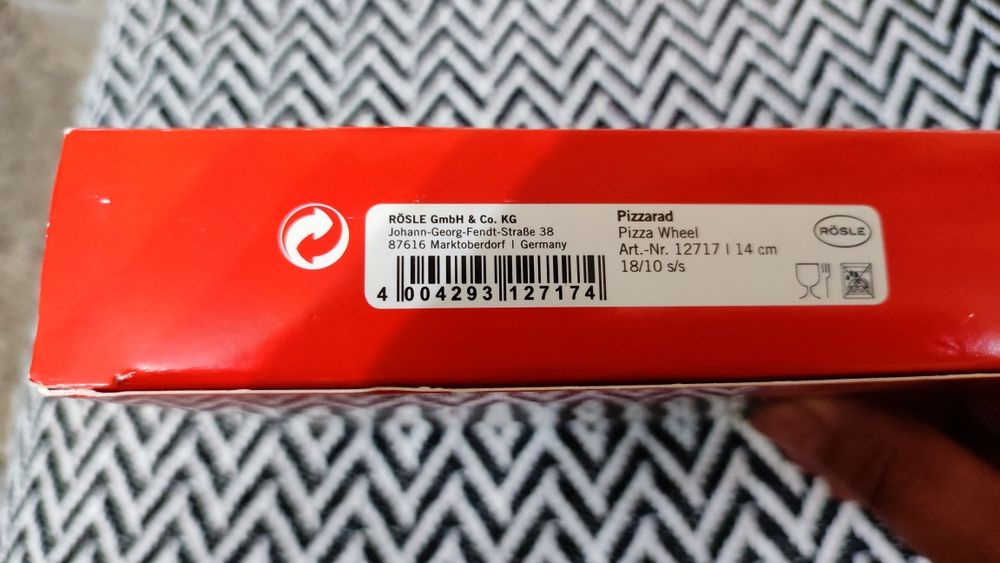 RÖSLE GmbH & Co. KG
Johann-Georg-Fendt-Straße 38
87616 Marktoberdorf | Germany
4 004293 127174
Pizzarad
Pizza Wheel
Art.-Nr. 12717 | 14 cm
18/10 s/s
RÖSLE